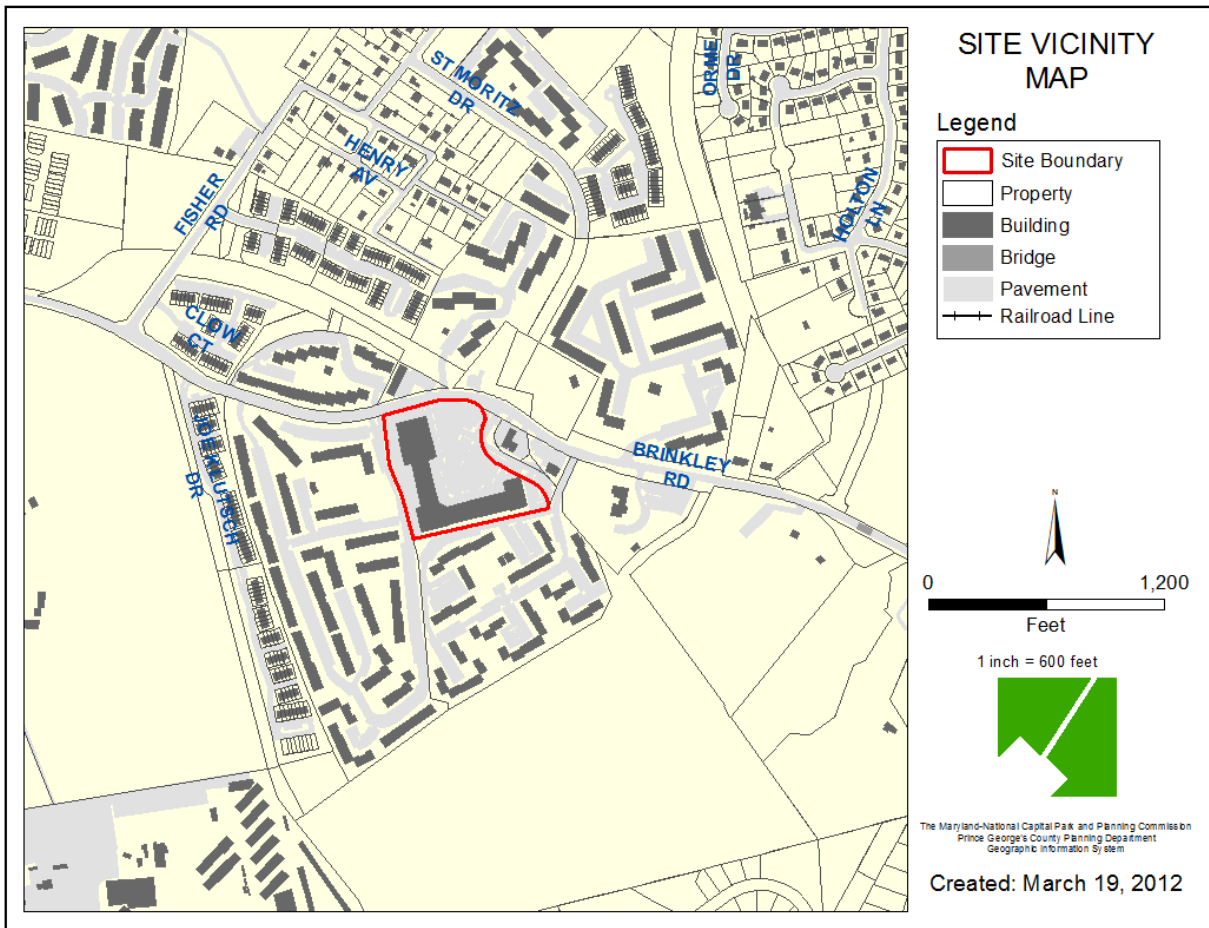 SITE VICINITY
MAP
Legend
Site Boundary
Property
Building
Bridge
Pavement
Railroad Line
ORME
DR
ST MORITZ
DR
HENRY
AV
FISHER
RD
HOLTON
LN
CLOW
CT
JOE KLUTSCH
DR
BRINKLEY
RD
N
0 1,200
Feet
1 inch = 600 feet
The Maryland-National Capital Park and Planning Commission
Prince George's County Planning Department
Geographic Information System
Created: March 19, 2012